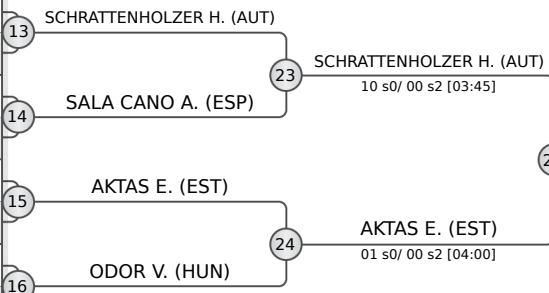 SCHRATTENHOLZER H. (AUT)
13
SCHRATTENHOLZER H. (AUT)
23
10 s0/ 00 s2 [03:45]
SALA CANO A. (ESP)
14
AKTAS E. (EST)
15
AKTAS E. (EST)
24
01 s0/ 00 s2 [04:00]
ODOR V. (HUN)
16